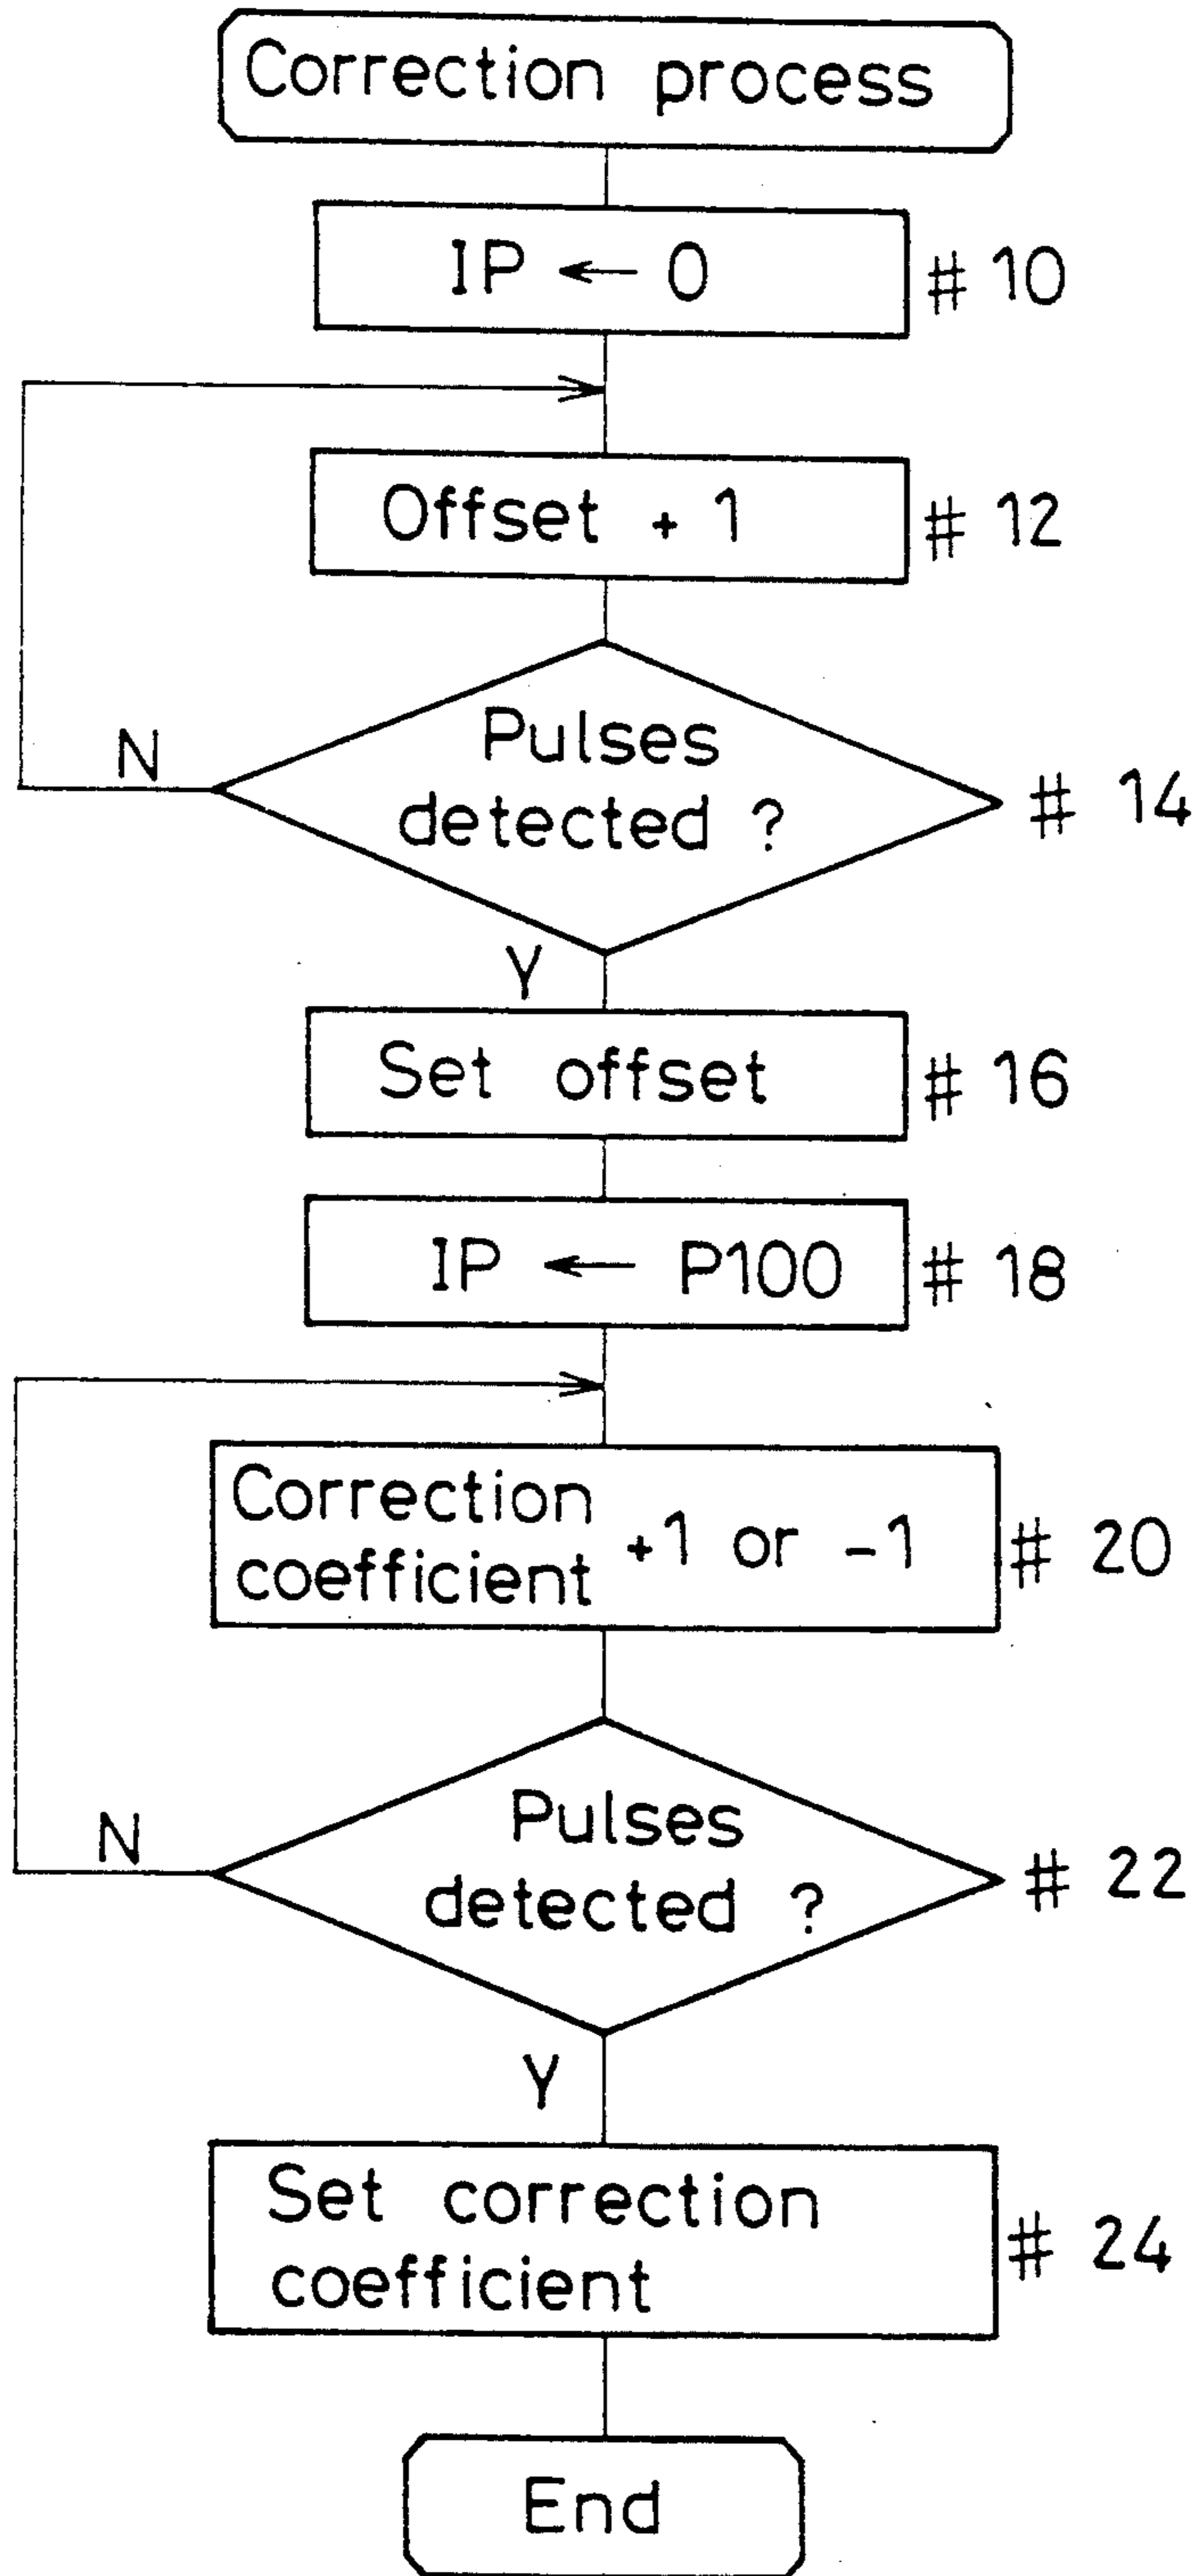 Correction process
IP ← 0
# 10
Offset + 1
# 12
Pulses
detected ?
# 14
N
Y
Set offset
# 16
IP ← P100
# 18
Correction
coefficient +1 or -1
# 20
Pulses
detected ?
# 22
N
Y
Set correction
coefficient
# 24
End